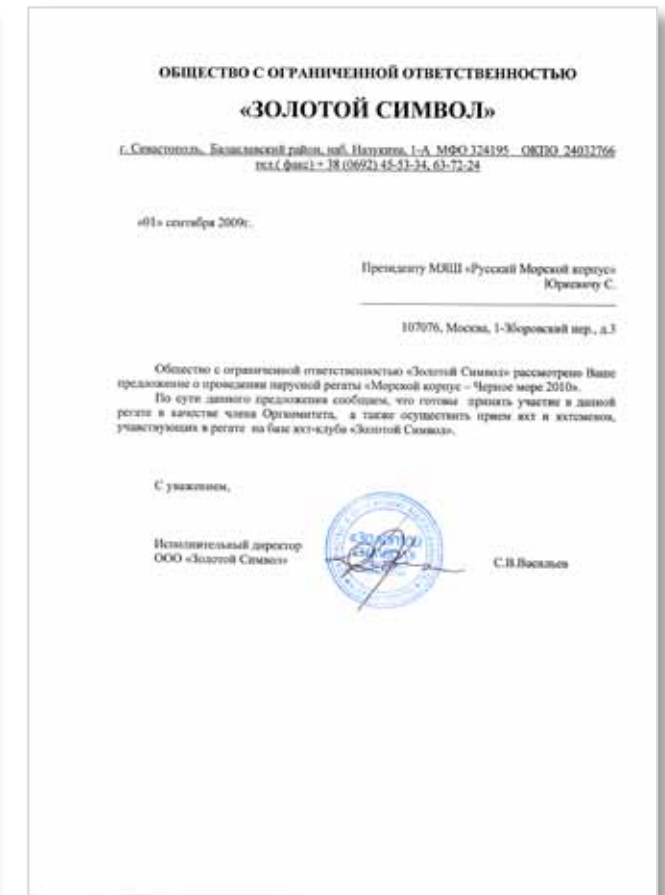 ОБЩЕСТВО С ОГРАНИЧЕННОЙ ОТВЕТСТВЕННОСТЬЮ
«ЗОЛОТОЙ СИМВОЛ»
г. Севастополь, Балаклавский район, наб. Назукина, 1-А МФО 324195 ОКПО 24032766
тел.( факс) + 38 (0692) 45-53-34, 63-72-24
«01» сентября 2009г.
Президенту МЯШ «Русский Морской корпус»
Юркевичу С.
107076, Москва, 1-Зборовский пер., д.3
Общество с ограниченной ответственностью «Золотой Символ» рассмотрено Ваше
предложение о проведении парусной регаты «Морской корпус – Черное море 2010».
По сути данного предложения сообщаем, что готовы принять участие в данной
регате в качестве члена Оргкомитета, а также осуществить прием яхт и яхтсменов,
учавствующих в регате на базе яхт-клуба «Золотой Символ».
С уважением,
Исполнительный директор
ООО «Золотой Символ»
«Золотой
С.В.Васильев